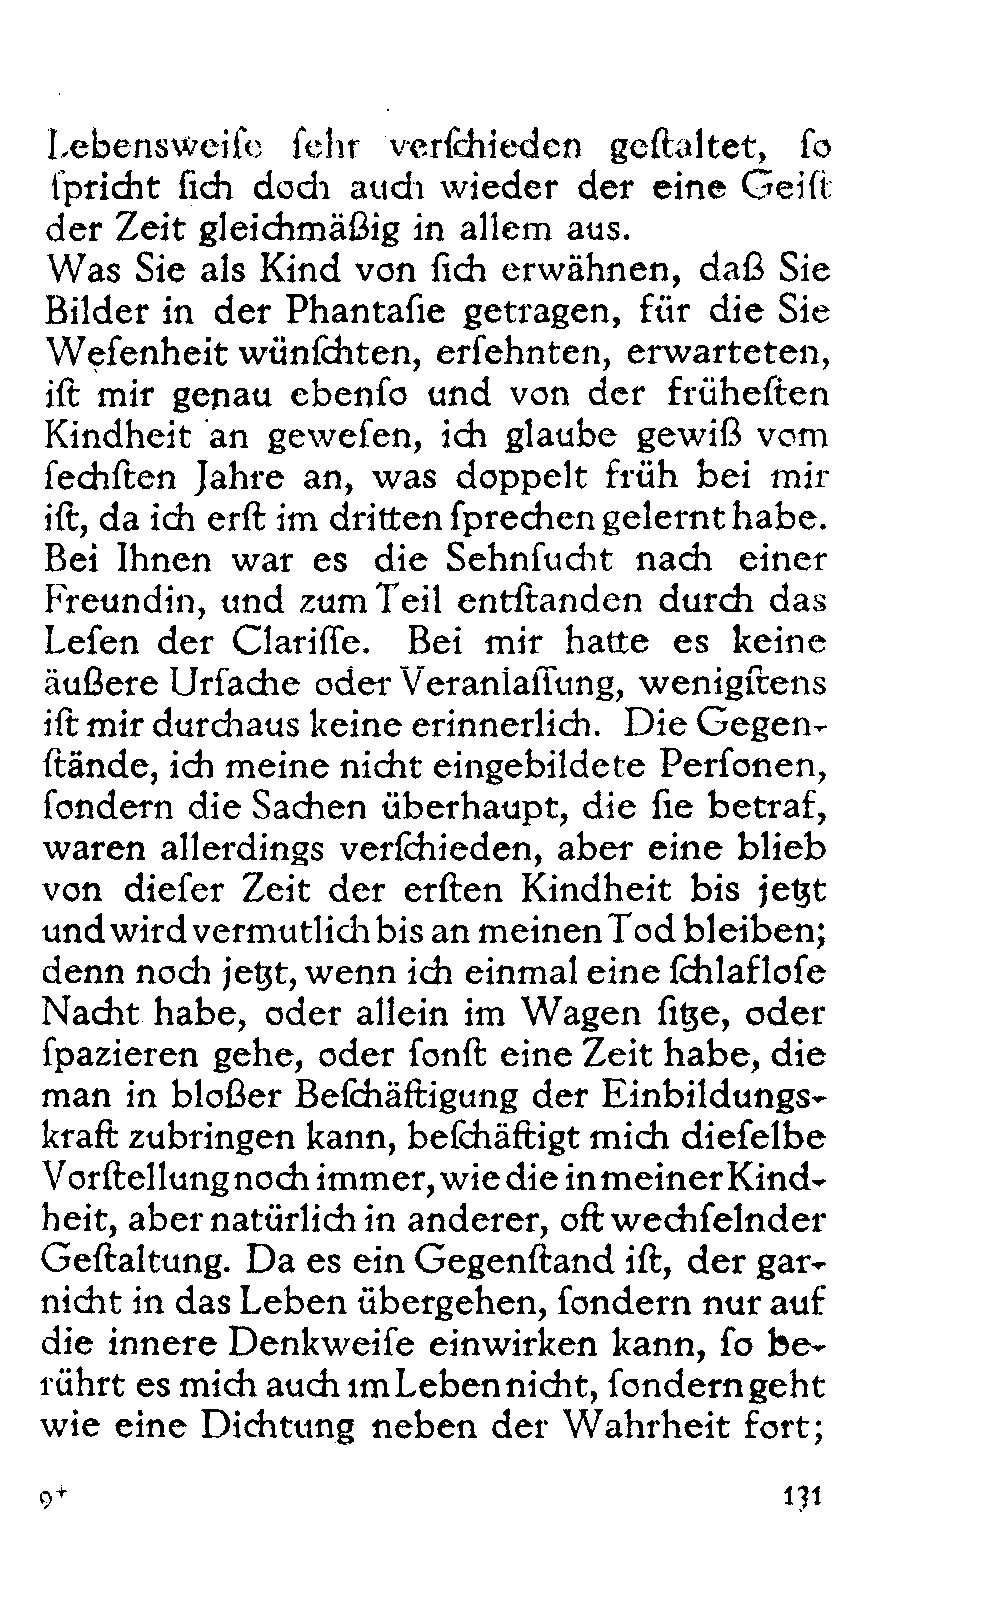 Lebensweiſe ſehr verſchieden geſtaltet, ſo
ſpricht ſich doch auch wieder der eine Geiſt
der Zeit gleichmäßig in allem aus.
Was Sie als Kind von ſich erwähnen, daß Sie
Bilder in der Phantaſie getragen, für die Sie
Weſenheit wünſchten, erſehnten, erwarteten,
iſt mir genau ebenſo und von der früheſten
Kindheit an geweſen, ich glaube gewiß vom
ſechſten Jahre an, was doppelt früh bei mir
iſt, da ich erſt im dritten ſprechen gelernt habe.
Bei Ihnen war es die Sehnſucht nach einer
Freundin, und zum Teil entſtanden durch das
Leſen der Clariſſe. Bei mir hatte es keine
äußere Urſache oder Veranlaſſung, wenigſtens
iſt mir durchaus keine erinnerlich. Die Gegen-
ſtände, ich meine nicht eingebildete Perſonen,
ſondern die Sachen überhaupt, die ſie betraf,
waren allerdings verſchieden, aber eine blieb
von dieſer Zeit der erſten Kindheit bis jetzt
und wird vermutlich bis an meinen Tod bleiben;
denn noch jetzt, wenn ich einmal eine ſchlafloſe
Nacht habe, oder allein im Wagen ſitze, oder
ſpazieren gehe, oder ſonſt eine Zeit habe, die
man in bloßer Beſchäftigung der Einbildungs-
kraft zubringen kann, beſchäftigt mich dieſelbe
Vorſtellung noch immer, wie die in meiner Kind-
heit, aber natürlich in anderer, oft wechſelnder
Geſtaltung. Da es ein Gegenſtand iſt, der gar-
nicht in das Leben übergehen, ſondern nur auf
die innere Denkweiſe einwirken kann, ſo be-
rührt es mich auch im Leben nicht, ſondern geht
wie eine Dichtung neben der Wahrheit fort;
9+ 131